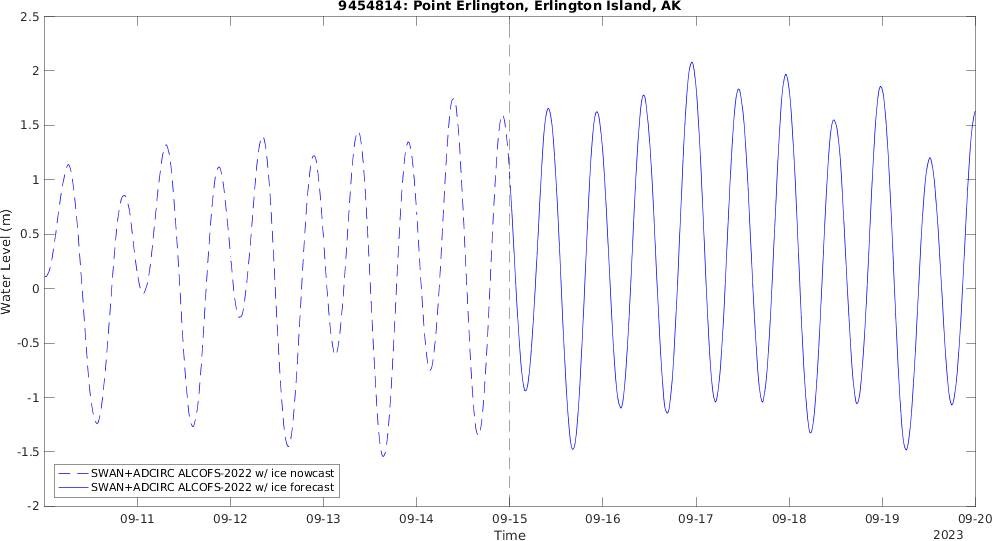 9454814: Point Erlington, Erlington Island, AK
2.5
2
1.5
1
0.5
0
-0.5
-1
-1.5
-2
Water Level (m)
SWAN+ADCIRC ALCOFS-2022 w/ ice nowcast
SWAN+ADCIRC ALCOFS-2022 w/ ice forecast
09-11 09-12 09-13 09-14 09-15 09-16 09-17 09-18 09-19 09-20
Time
2023